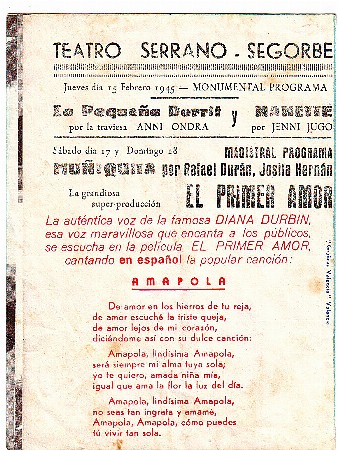 TEATRO SERRANO - SEGORBE
Jueves día 15 Febrero 1945 — MONUMENTAL PROGRAMA
La Pequeña Dorrit y NANETTE
por la traviesa ANNI ONDRA por JENNI JUGO
Sábado día 17 y Domingo 18 MAGISTRAL PROGRAMA
MUÑEQUITA por Rafael Durán, Josita Hernán
La grandiosa
super-producción EL PRIMER AMOR
La auténtica voz de la famosa DIANA DURBIN,
esa voz maravillosa que encanta a los públicos,
se escucha en la película EL PRIMER AMOR,
cantando en español la popular canción:
AMAPOLA
De amor en los hierros de tu reja,
de amor escuché la triste queja,
de amor lejos de mi corazón,
diciéndome así con su dulce canción:
Amapola, lindísima Amapola,
será siempre mi alma tuya sola;
yo te quiero, amada niña mía,
igual que ama la flor la luz del día.
Amapola, lindísima Amapola,
no seas tan ingrata y ámame,
Amapola, Amapola, cómo puedes
tú vivir tan sola.
Valencia